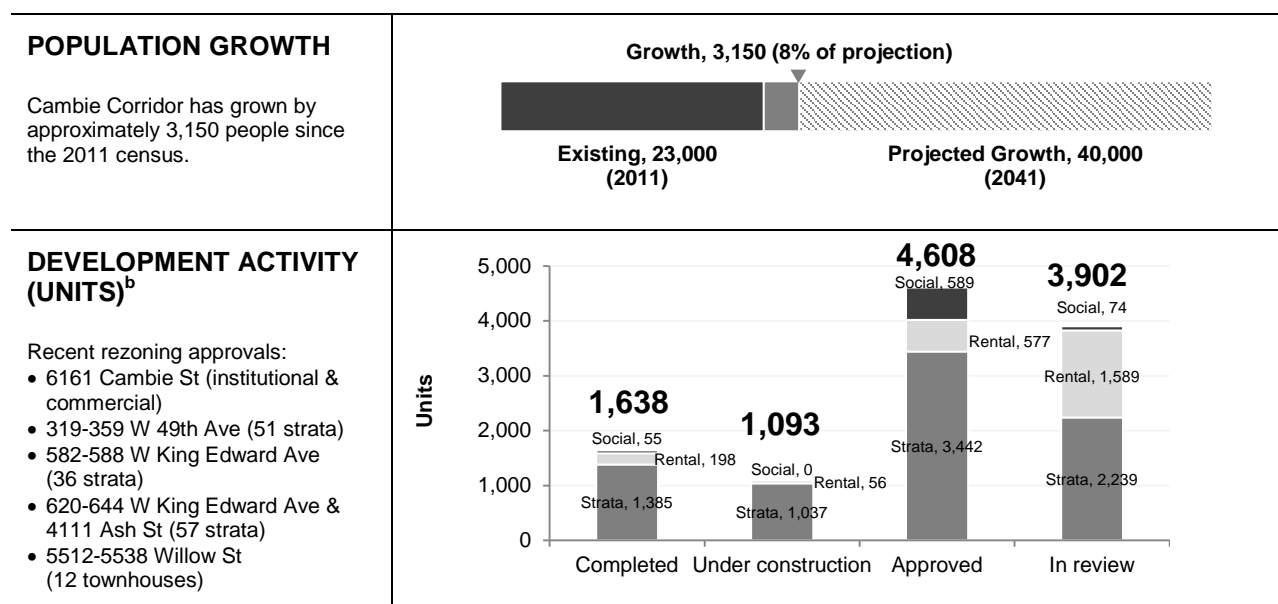 POPULATION GROWTH
Cambie Corridor has grown by
approximately 3,150 people since
the 2011 census.
Growth, 3,150 (8% of projection)
Existing, 23,000
(2011)
Projected Growth, 40,000
(2041)
DEVELOPMENT ACTIVITY
(UNITS)b
Recent rezoning approvals:
• 6161 Cambie St (institutional &
commercial)
• 319-359 W 49th Ave (51 strata)
• 582-588 W King Edward Ave
(36 strata)
• 620-644 W King Edward Ave &
4111 Ash St (57 strata)
• 5512-5538 Willow St
(12 townhouses)
Units
5,000
4,000
3,000
2,000
1,000
0
1,638
Social, 55
Rental, 198
Strata, 1,385
Completed
1,093
Social, 0
Rental, 56
Strata, 1,037
Under construction
4,608
Social, 589
Rental, 577
Strata, 3,442
Approved
3,902
Social, 74
Rental, 1,589
Strata, 2,239
In review